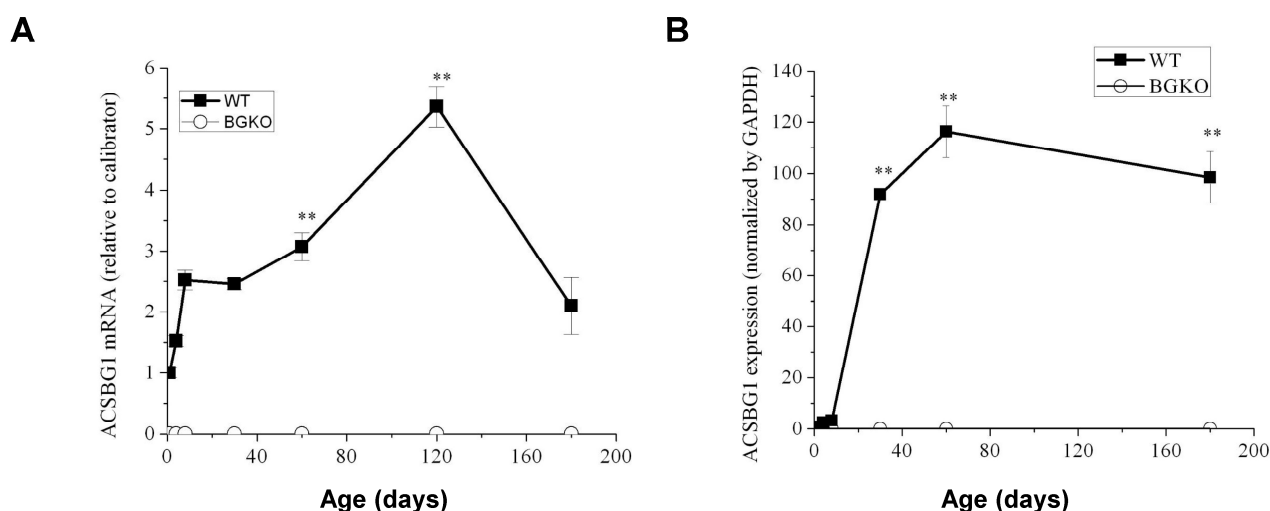 A
ACSBG1 mRNA (relative to calibrator)
6
5
4
3
2
1
0
WT
BGKO
**
**
0 40 80 120 160 200
Age (days)
B
ACSBG1 expression (normalized by GAPDH)
140
120
100
80
60
40
20
0
WT
BGKO
**
**
**
0 40 80 120 160 200
Age (days)